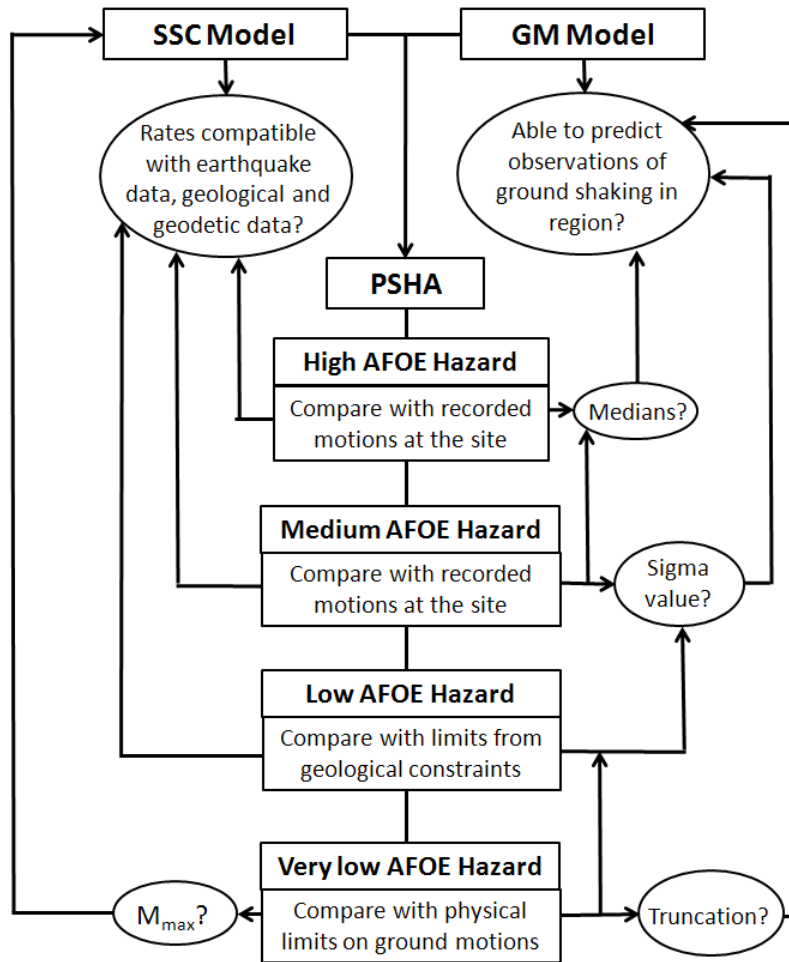 SSC Model
GM Model
Rates compatible
with earthquake
data, geological and
geodetic data?
Able to predict
observations of
ground shaking in
region?
PSHA
High AFOE Hazard
Compare with recorded
motions at the site
Medians?
Medium AFOE Hazard
Compare with recorded
motions at the site
Sigma
value?
Low AFOE Hazard
Compare with limits from
geological constraints
Very low AFOE Hazard
Compare with physical
limits on ground motions
Mmax?
Truncation?